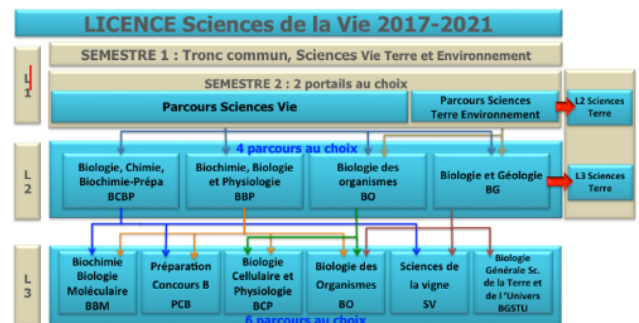 LICENCE Sciences de la Vie 2017-2021
SEMESTRE 1 : Tronc commun, Sciences Vie Terre et Environnement
L
1
SEMESTRE 2 : 2 portails au choix
Parcours Sciences Vie
Parcours Sciences
Terre Environnement
L2 Sciences
Terre
4 parcours au choix
L
2
Biologie, Chimie,
Biochimie-Prépa
BCBP
Biochimie, Biologie
et Physiologie
BBP
Biologie des
organismes
BO
Biologie et Géologie
BG
L3 Sciences
Terre
L
3
Biochimie
Biologie
Moléculaire
BBM
Préparation
Concours B
PCB
Biologie
Cellulaire et
Physiologie
BCP
Biologie des
Organismes
BO
Sciences de
la vigne
SV
Biologie
Générale Sc.
de la Terre et
de l'Univers
BGSTU
6 parcours au choix